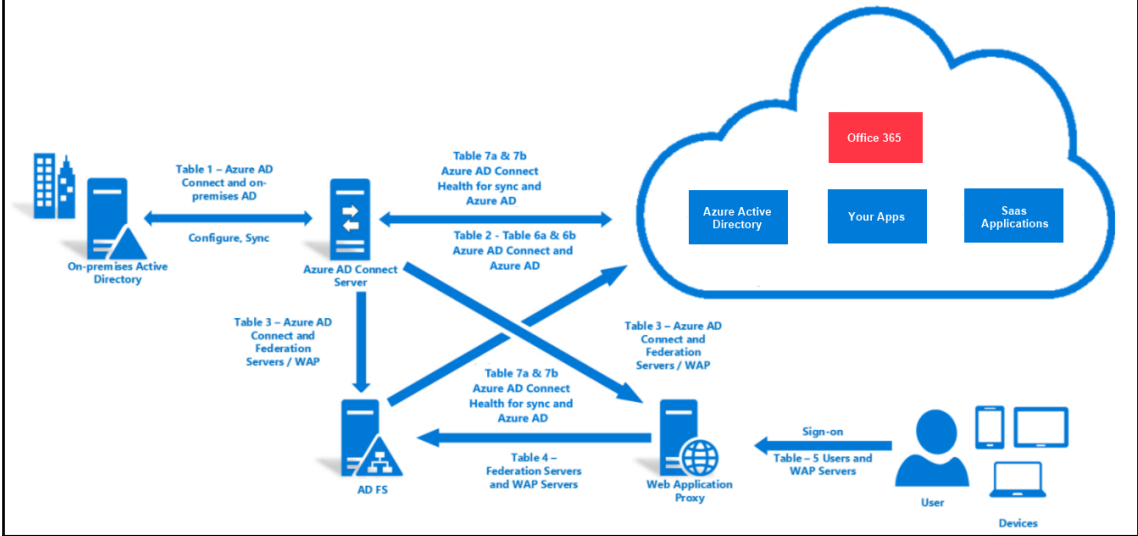 Office 365
Azure Active
Directory
Your Apps
Saas
Applications
Table 1 – Azure AD
Connect and on-
premises AD
Configure, Sync
On-premises Active
Directory
Azure AD Connect
Server
Table 7a & 7b
Azure AD Connect
Health for sync and
Azure AD
Table 2 - Table 6a & 6b
Azure AD Connect and
Azure AD
Table 3 – Azure AD
Connect and
Federation
Servers / WAP
Table 3 – Azure AD
Connect and
Federation
Servers / WAP
Table 7a & 7b
Azure AD Connect
Health for sync and
Azure AD
Table 4 –
Federation Servers
and WAP Servers
AD FS
Web Application
Proxy
Sign-on
Table – 5 Users and
WAP Servers
User
Devices